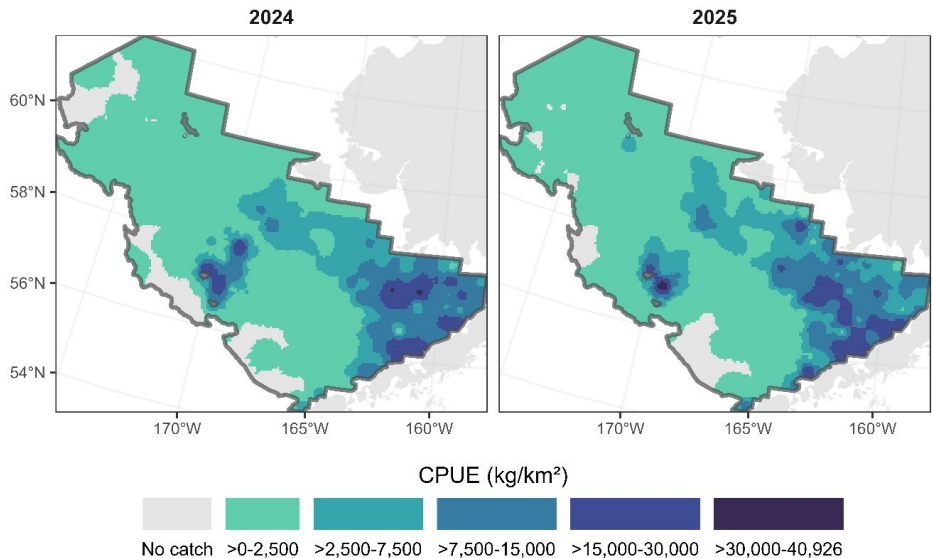 2024 2025
60°N
58°N
56°N
54°N
170°W 165°W 160°W 170°W 165°W 160°W
CPUE (kg/km²)
No catch >0-2,500 >2,500-7,500 >7,500-15,000 >15,000-30,000 >30,000-40,926